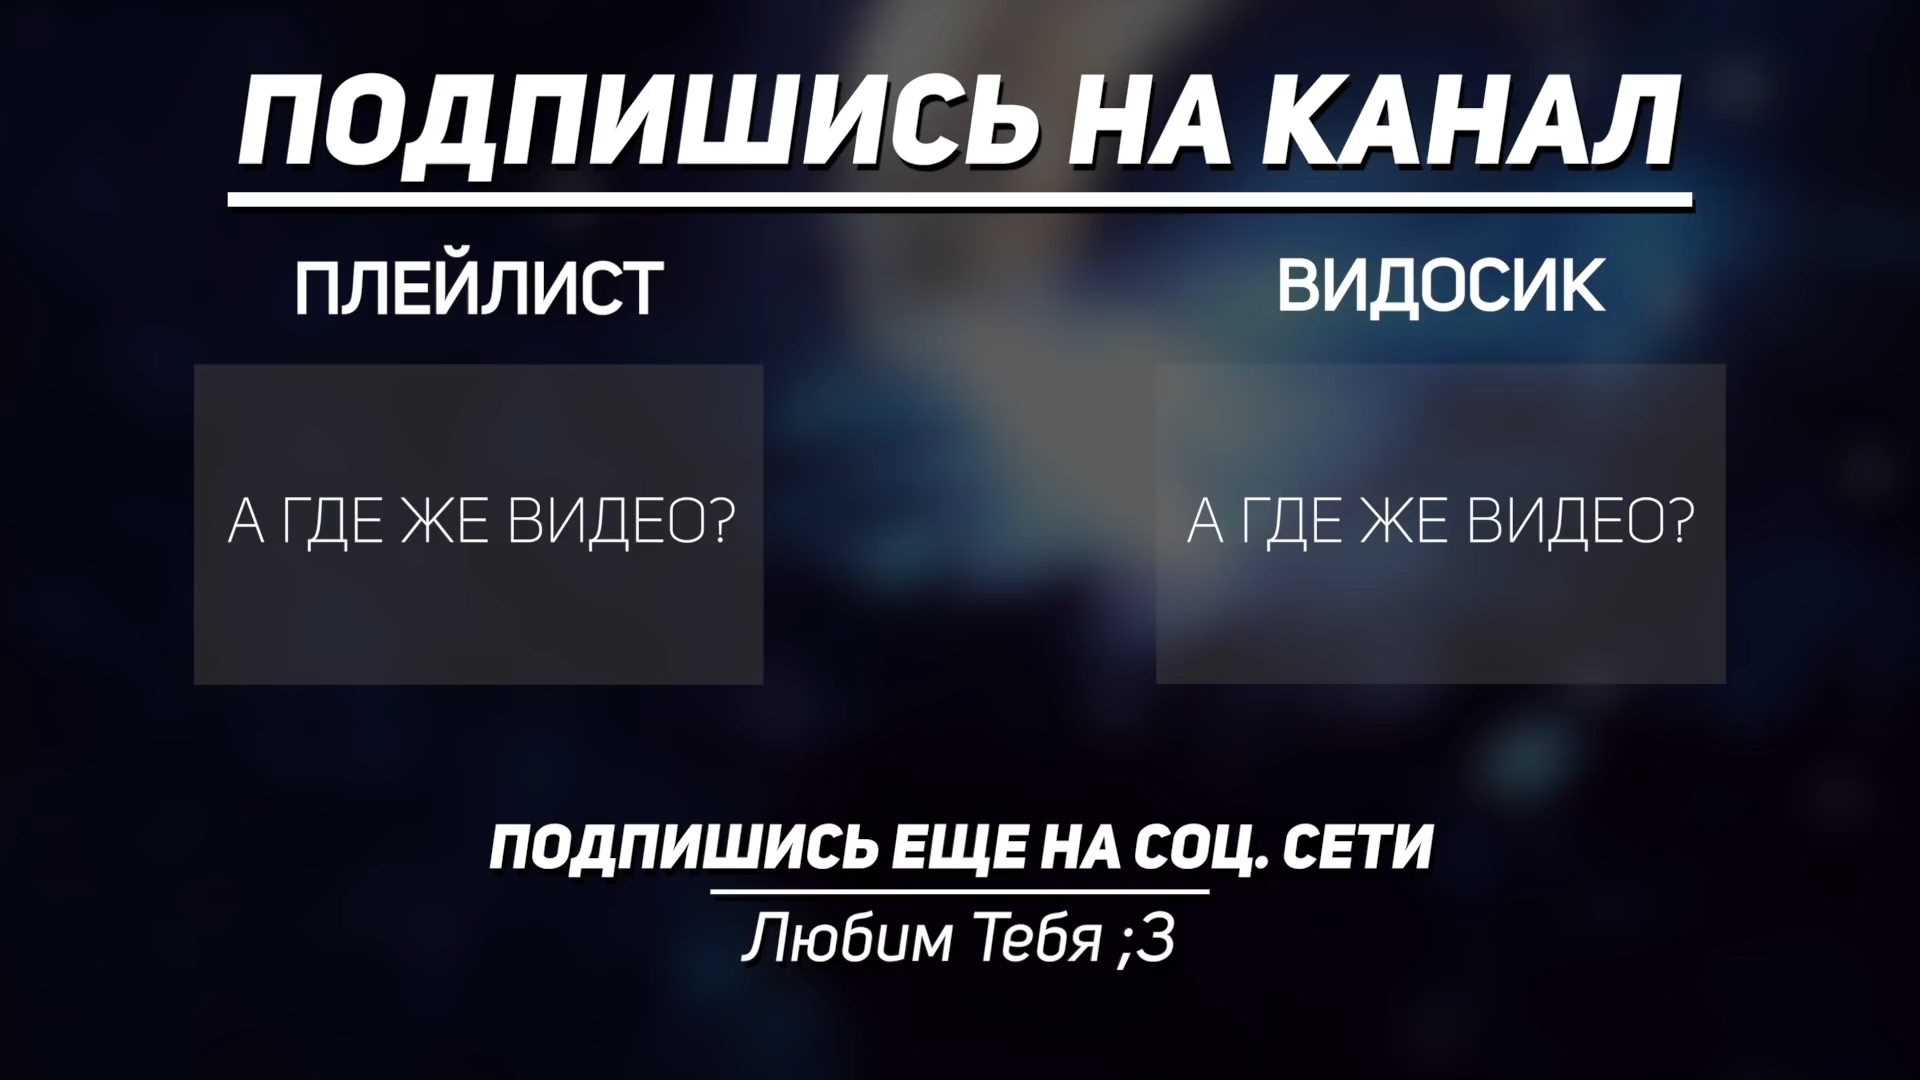 ПОДПИШИСЬ НА КАНАЛ
ПЛЕЙЛИСТ
ВИДОСИК
А ГДЕ ЖЕ ВИДЕО?
А ГДЕ ЖЕ ВИДЕО?
ПОДПИШИСЬ ЕЩЕ НА СОЦ. СЕТИ
Любим Тебя ;3